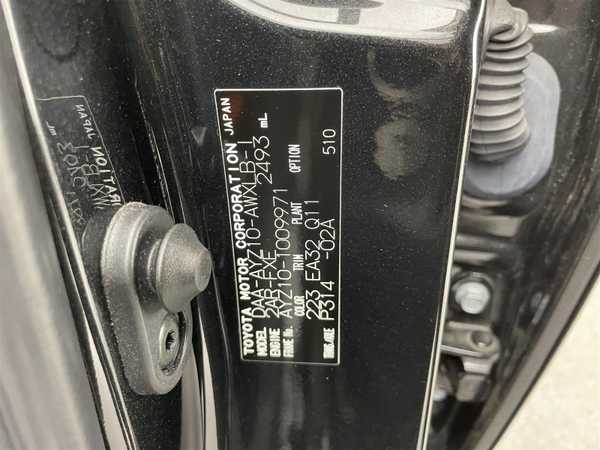 TOYOTA MOTOR CORPORATION JAPAN
MODEL DAA-AYZ10-AWXLB-I
ENGINE 2AR-FXE 2493 mL
FRAME No. AYZ10-1009971
COLOR TRIM PLANT OPTION
223 EA32 Q11 510
TRANS/AXLE P314 -02A